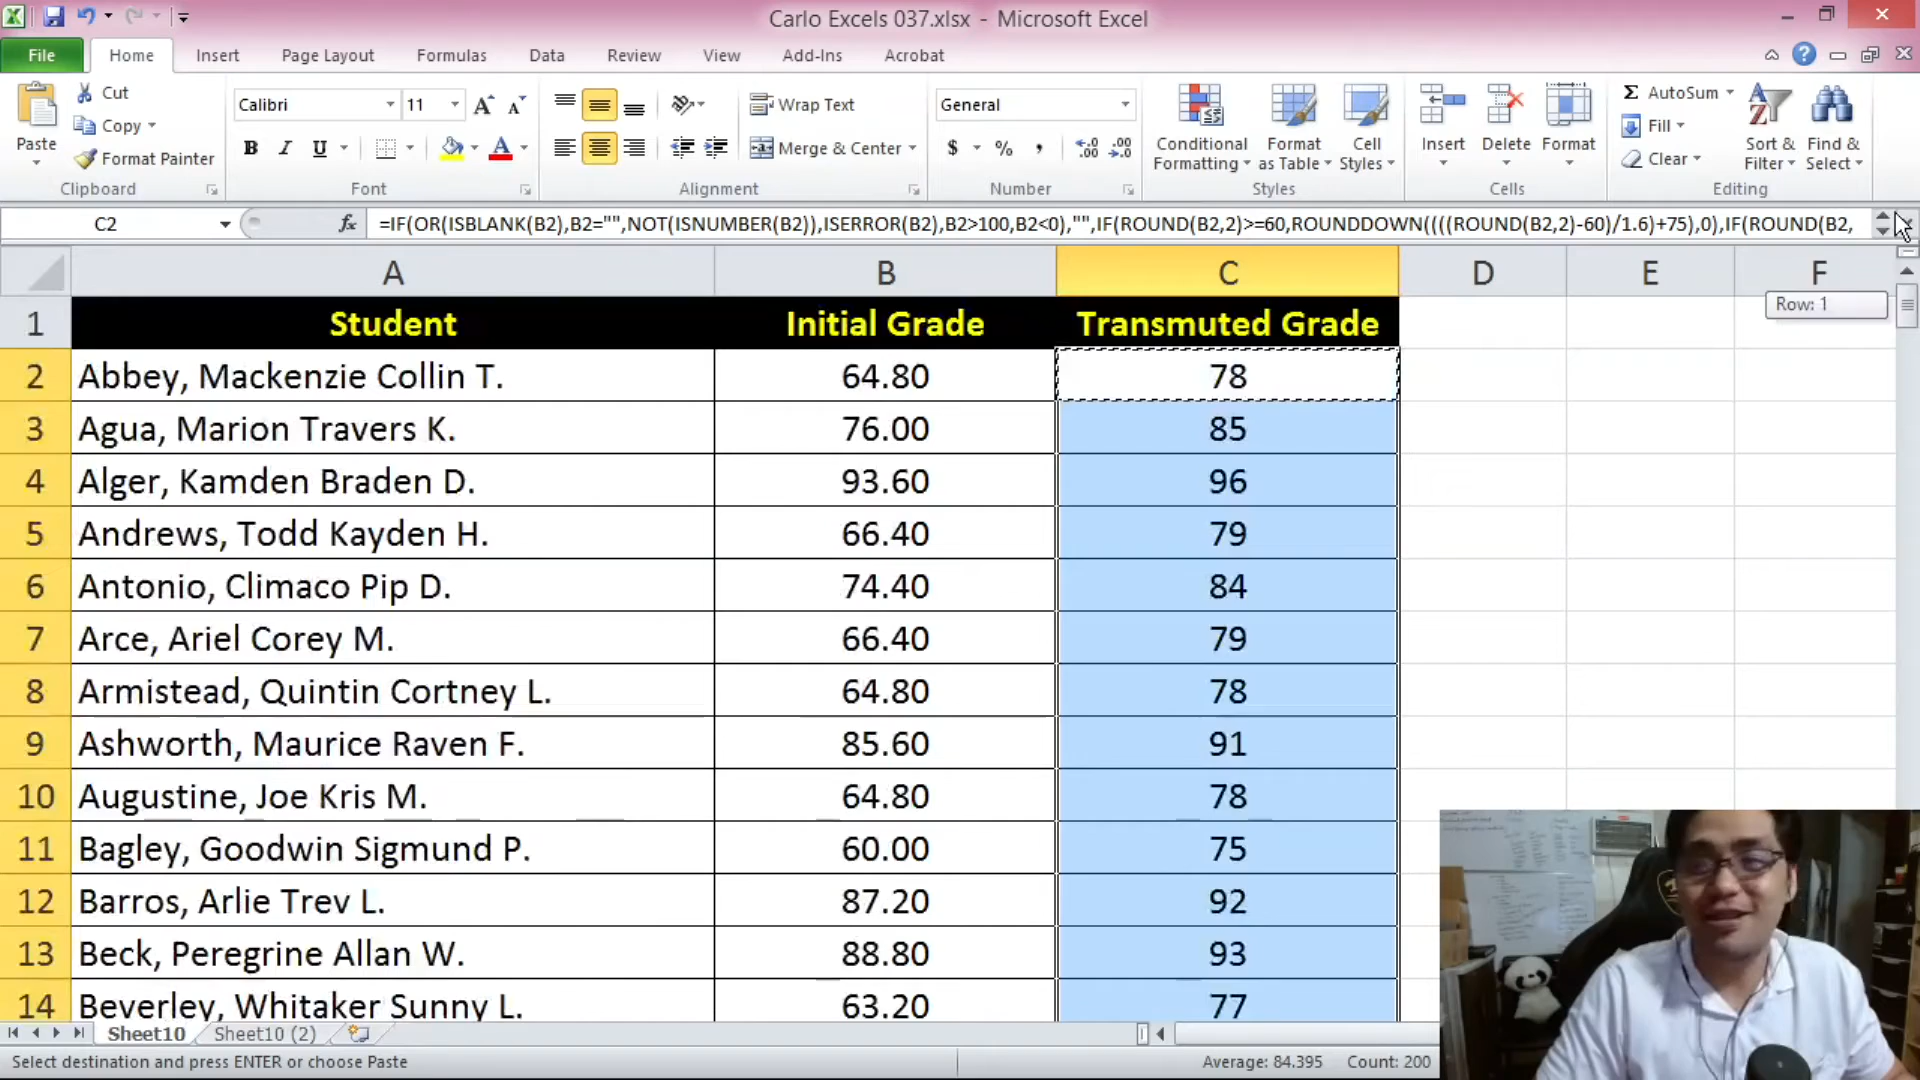 Carlo Excels 037.xlsx - Microsoft Excel
File Home Insert Page Layout Formulas Data Review View Add-Ins Acrobat
Paste
Cut
Copy
Format Painter
Clipboard
Calibri 11
B I U
Font
Wrap Text
Merge & Center
Alignment
General
$ % ,
Number
Conditional Formatting
Format as Table
Cell Styles
Styles
Insert Delete Format
Cells
Σ AutoSum
Fill
Clear
Sort & Filter
Find & Select
Editing
C2 fx =IF(OR(ISBLANK(B2),B2="",NOT(ISNUMBER(B2)),ISERROR(B2),B2>100,B2<0),"",IF(ROUND(B2,2)>=60,ROUNDDOWN((((ROUND(B2,2)-60)/1.6)+75),0),IF(ROUND(B2,
A B C D E F
1 Student Initial Grade Transmuted Grade
Row: 1
2 Abbey, Mackenzie Collin T. 64.80 78
3 Agua, Marion Travers K. 76.00 85
4 Alger, Kamden Braden D. 93.60 96
5 Andrews, Todd Kayden H. 66.40 79
6 Antonio, Climaco Pip D. 74.40 84
7 Arce, Ariel Corey M. 66.40 79
8 Armistead, Quintin Cortney L. 64.80 78
9 Ashworth, Maurice Raven F. 85.60 91
10 Augustine, Joe Kris M. 64.80 78
11 Bagley, Goodwin Sigmund P. 60.00 75
12 Barros, Arlie Trev L. 87.20 92
13 Beck, Peregrine Allan W. 88.80 93
14 Beverley, Whitaker Sunny L. 63.20 77
Sheet10 Sheet10 (2)
Select destination and press ENTER or choose Paste Average: 84.395 Count: 200